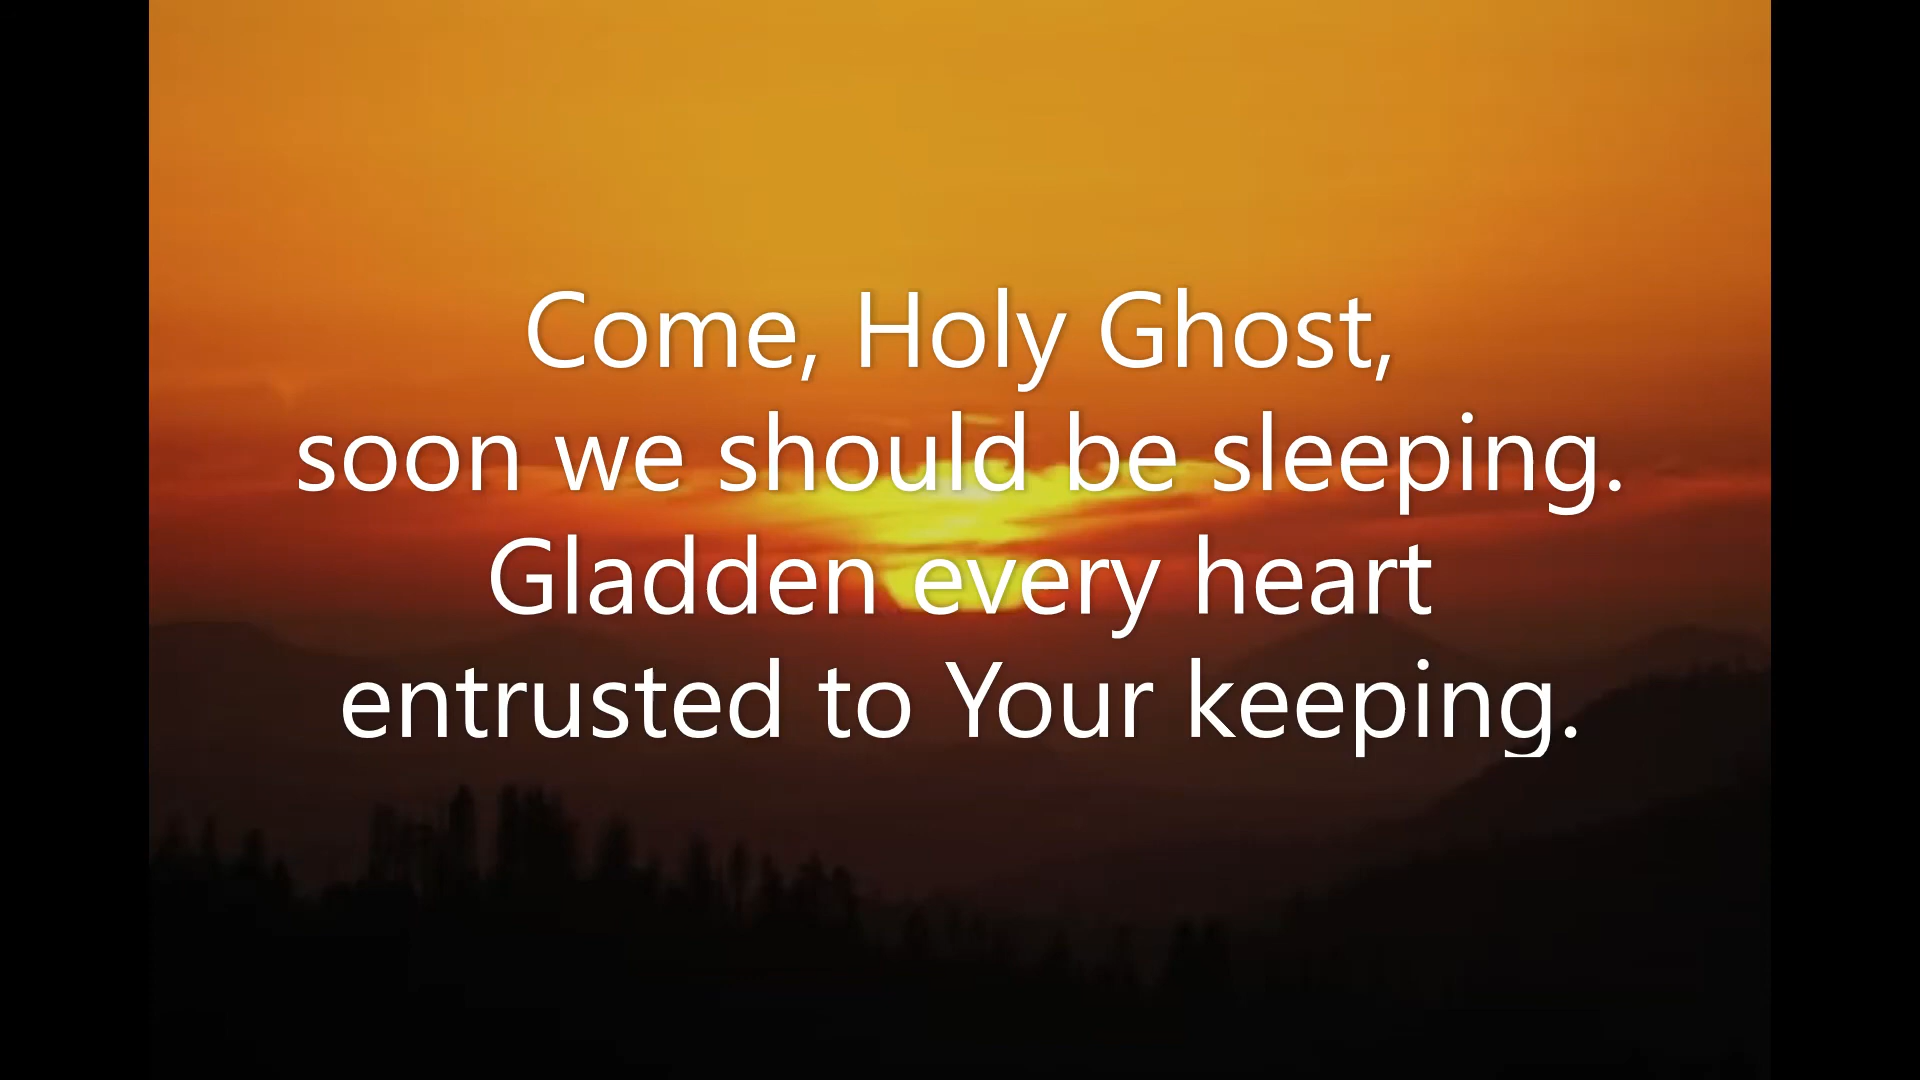 Come, Holy Ghost,
soon we should be sleeping.
Gladden every heart
entrusted to Your keeping.